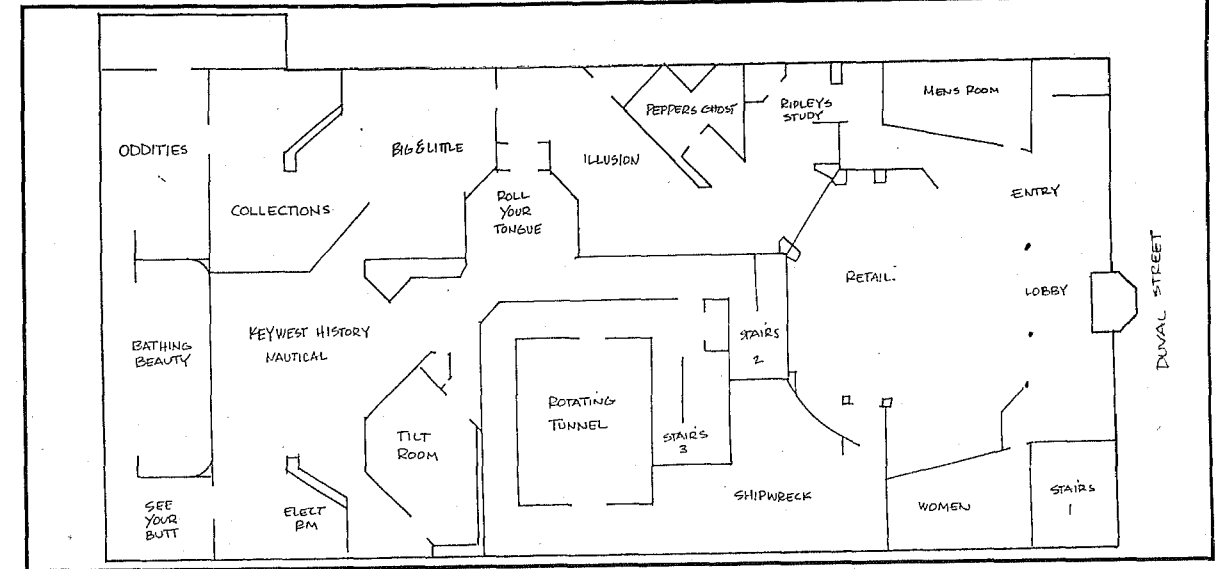 ODDITIES
COLLECTIONS
BIG & LITTLE
ROLL
YOUR
TONGUE
ILLUSION
PEPPERS GHOST
RIPLEYS
STUDY
MENS ROOM
ENTRY
LOBBY
DUVAL STREET
RETAIL
BATHING
BEAUTY
KEYWEST HISTORY
NAUTICAL
TILT
ROOM
ROTATING
TUNNEL
STAIRS
2
STAIRS
3
SEE
YOUR
BUTT
ELECT
RM
SHIPWRECK
WOMEN
STAIRS
1